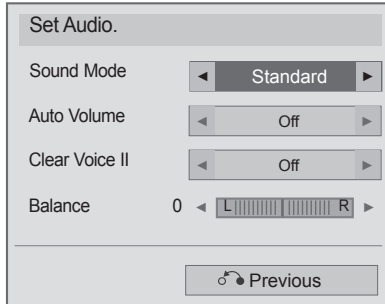 Set Audio.
Sound Mode ◄ Standard ►
Auto Volume ◄ Off ►
Clear Voice II ◄ Off ►
Balance 0 ◄ L R ►
Previous